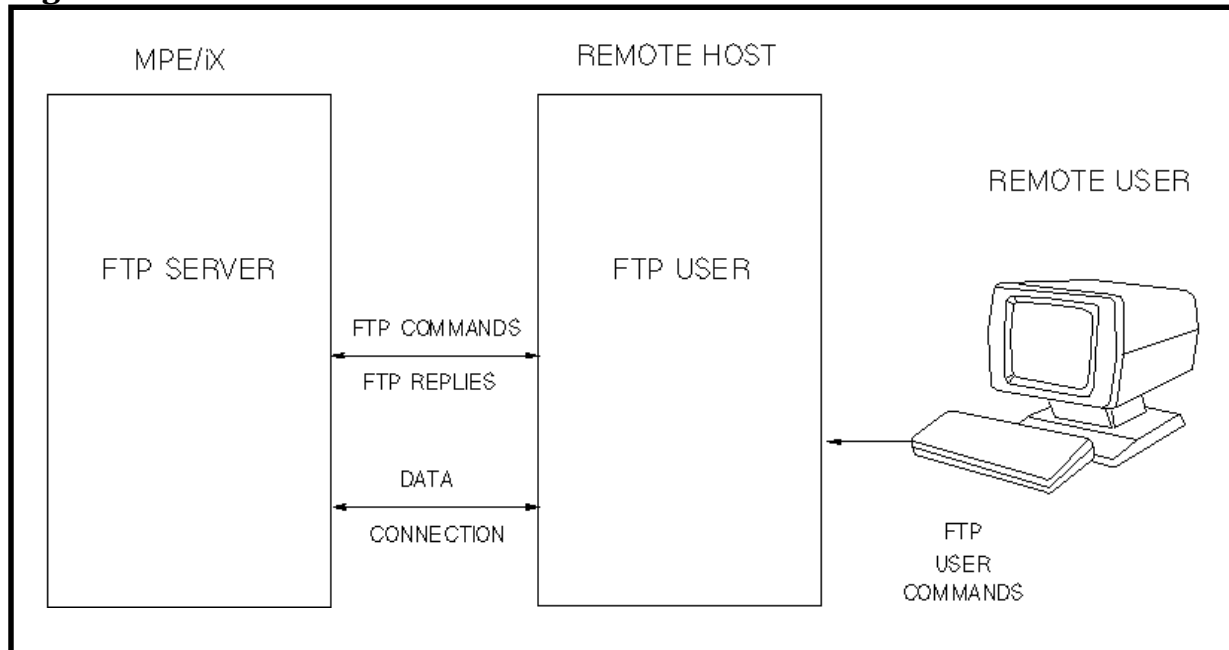 MPE/iX
REMOTE HOST
REMOTE USER
FTP SERVER
FTP USER
FTP COMMANDS
FTP REPLIES
DATA
CONNECTION
FTP
USER
COMMANDS